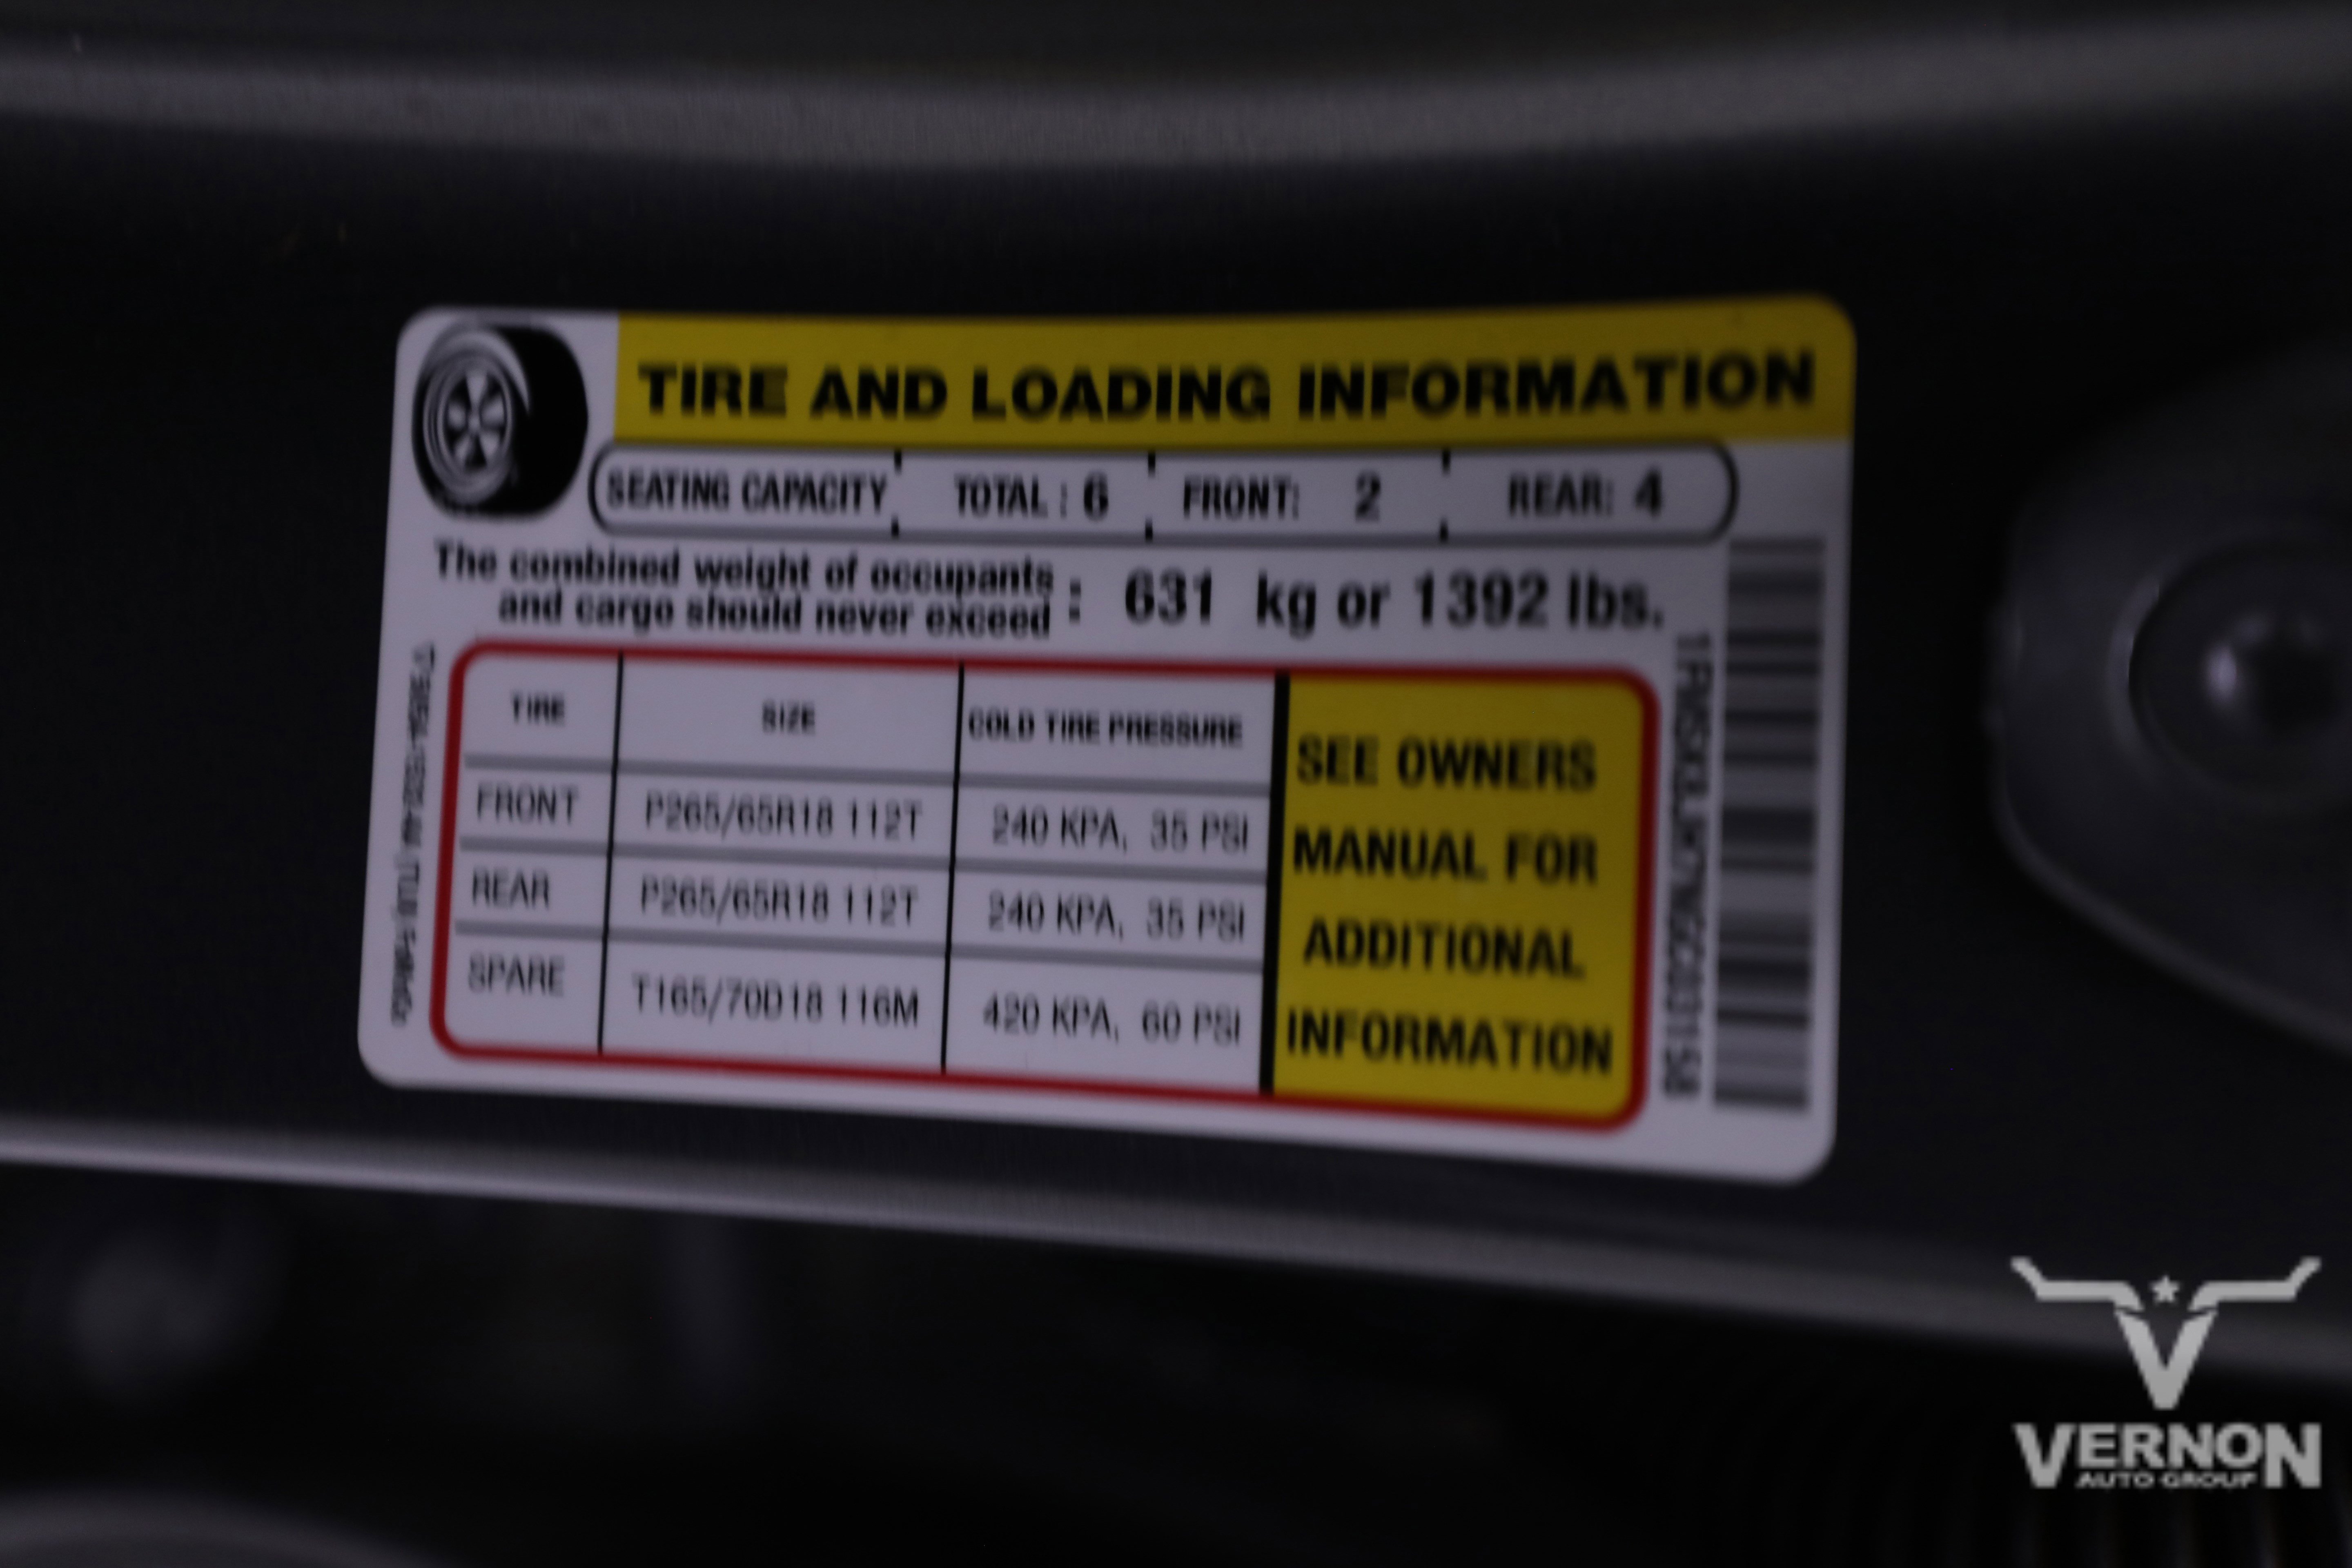 TIRE AND LOADING INFORMATION
SEATING CAPACITY TOTAL : 6 FRONT: 2 REAR: 4
The combined weight of occupants
and cargo should never exceed : 631 kg or 1392 lbs.
TIRE SIZE COLD TIRE PRESSURE
FRONT P265/65R18 112T 240 KPA, 35 PSI
REAR P265/65R18 112T 240 KPA, 35 PSI
SPARE T165/70D18 116M 420 KPA, 60 PSI
SEE OWNERS
MANUAL FOR
ADDITIONAL
INFORMATION
VERNON
AUTO GROUP